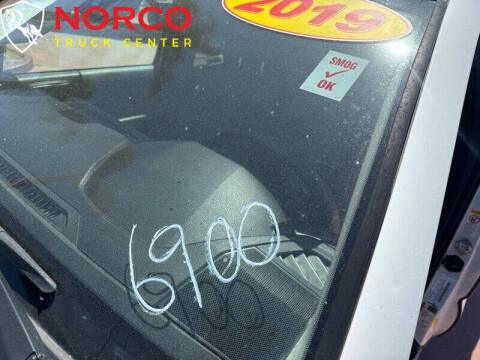 NORCO
TRUCK CENTER
2019
SMOG
OK
6900